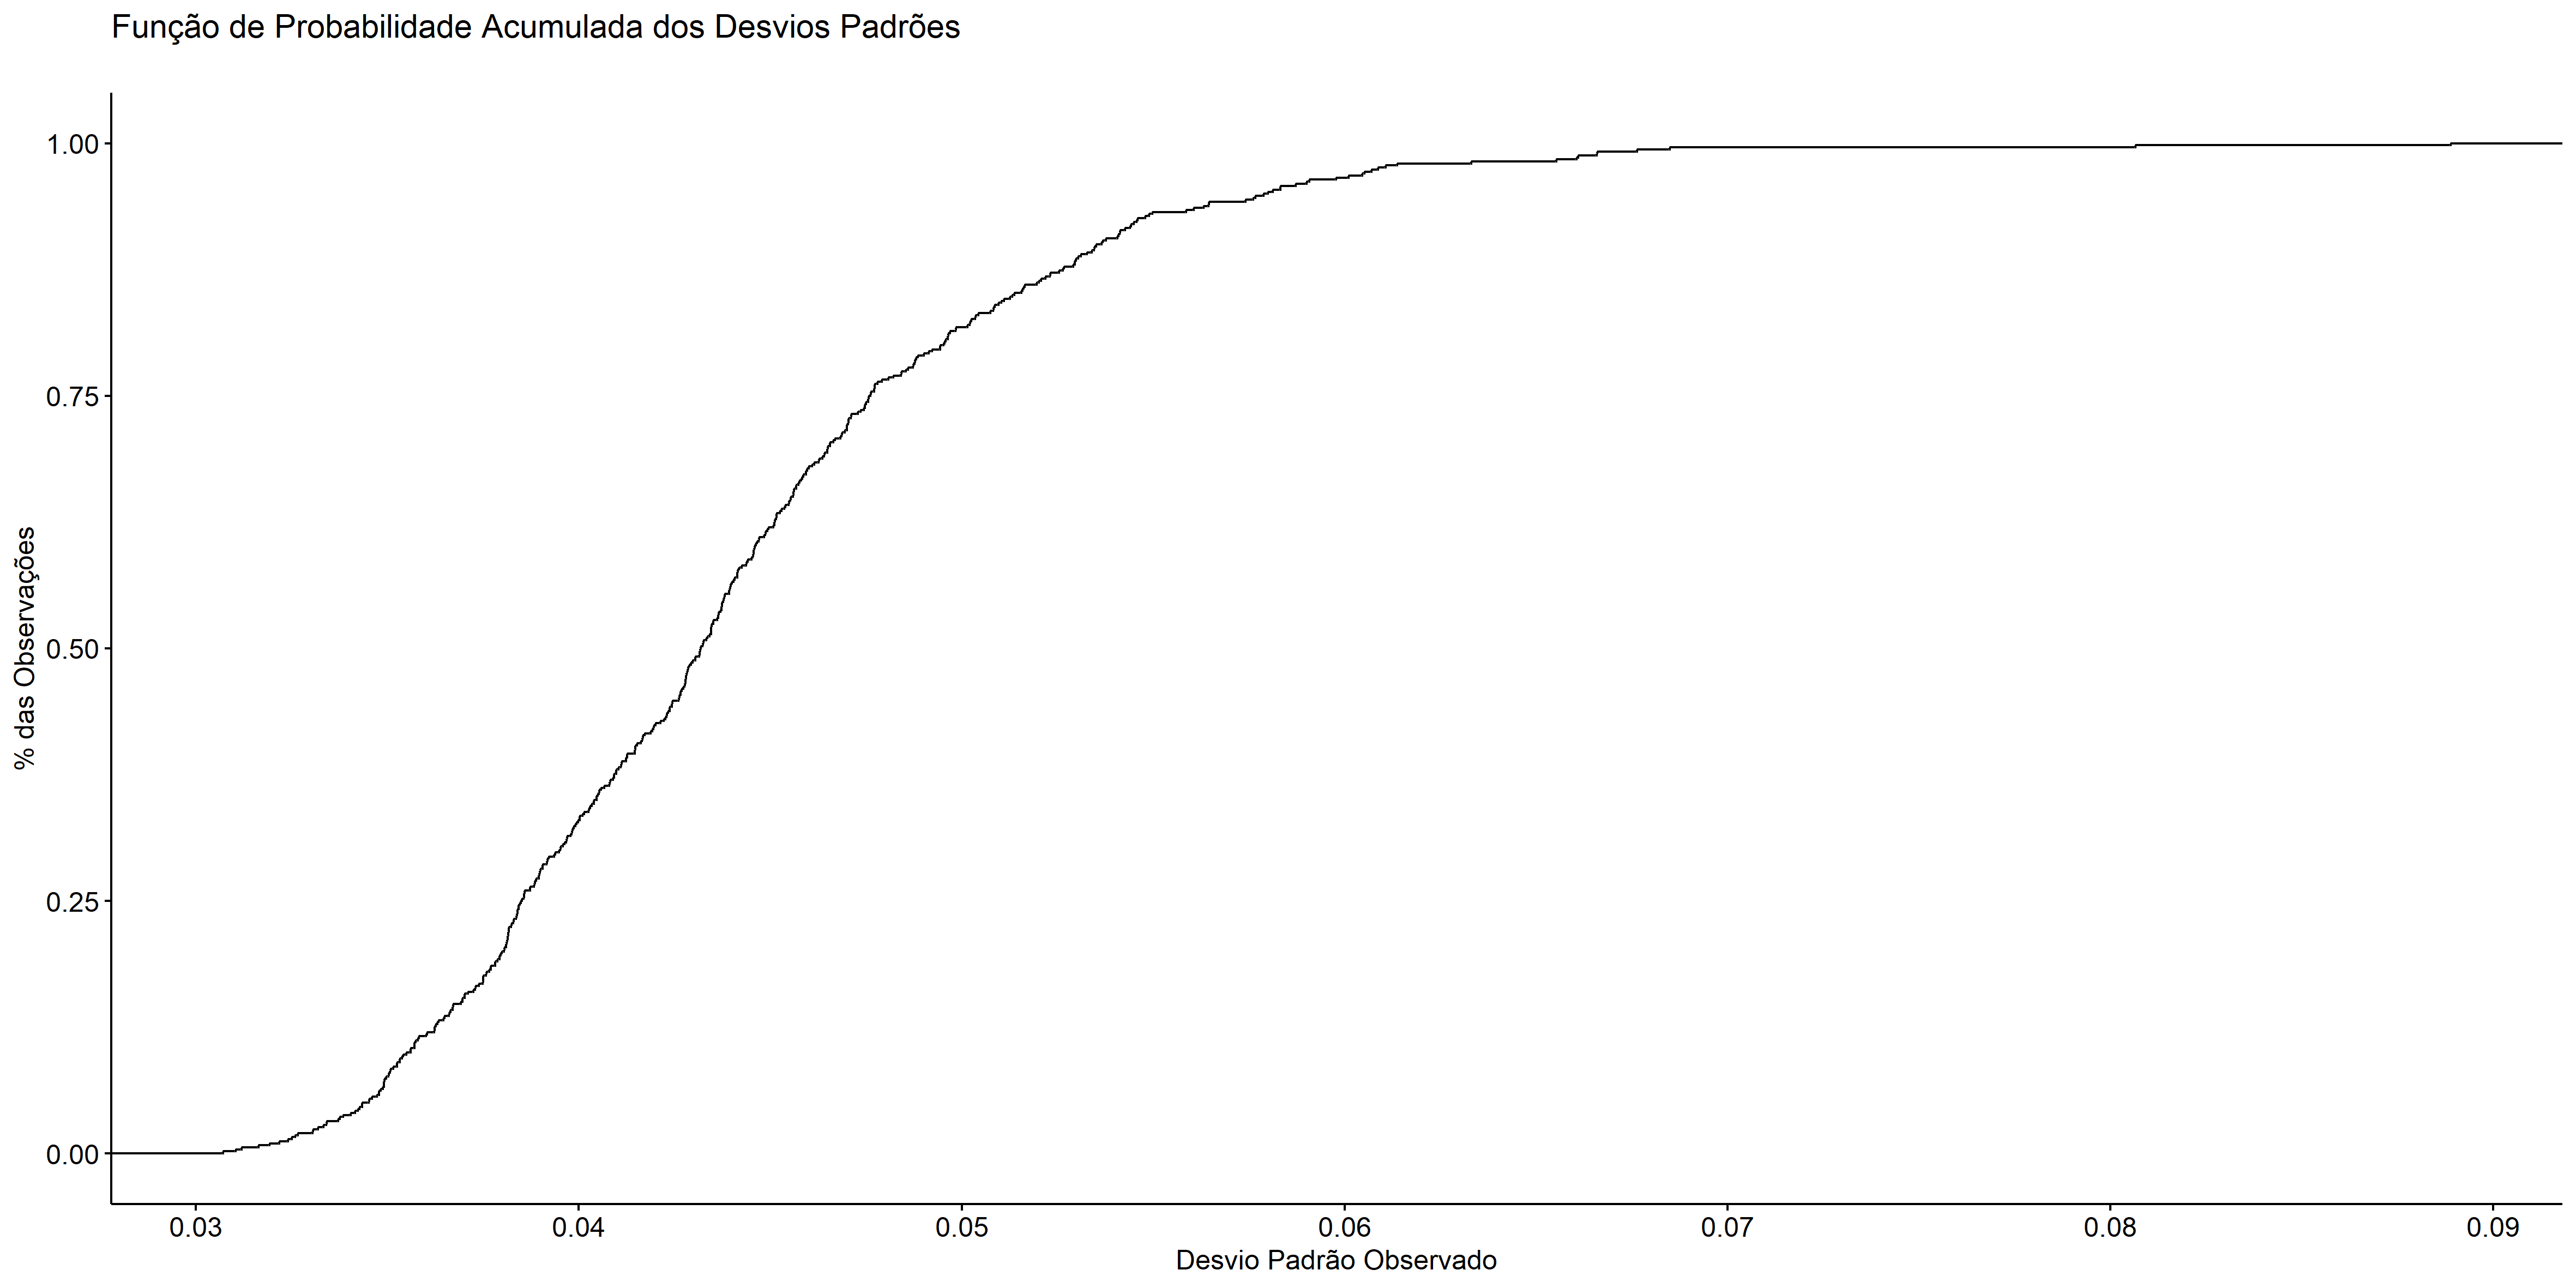 Função de Probabilidade Acumulada dos Desvios Padrões
1.00
0.75
0.50
0.25
0.00
% das Observações
0.03 0.04 0.05 0.06 0.07 0.08 0.09
Desvio Padrão Observado